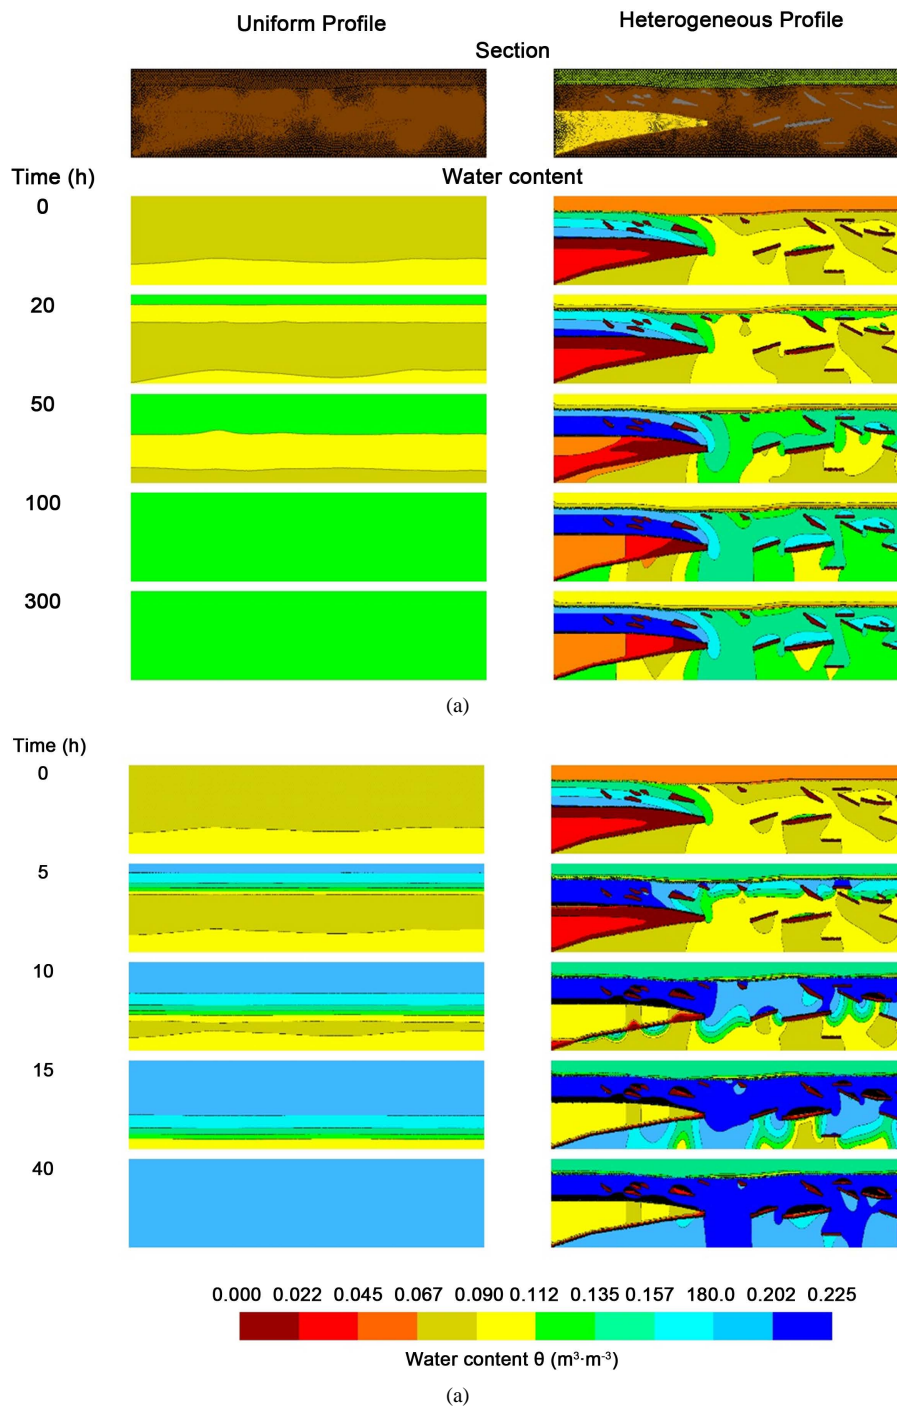 Uniform Profile
Heterogeneous Profile
Section
Time (h)
Water content
0
20
50
100
300
(a)
Time (h)
0
5
10
15
40
0.000 0.022 0.045 0.067 0.090 0.112 0.135 0.157 180.0 0.202 0.225
Water content θ (m³·m⁻³)
(a)